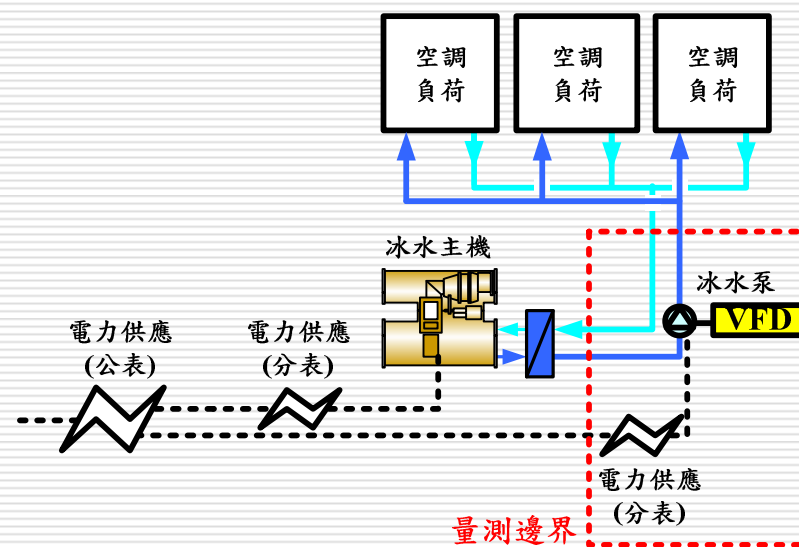 空調
負荷
空調
負荷
空調
負荷
冰水主機
冰水泵
VFD
電力供應
(公表)
電力供應
(分表)
電力供應
(分表)
量測邊界